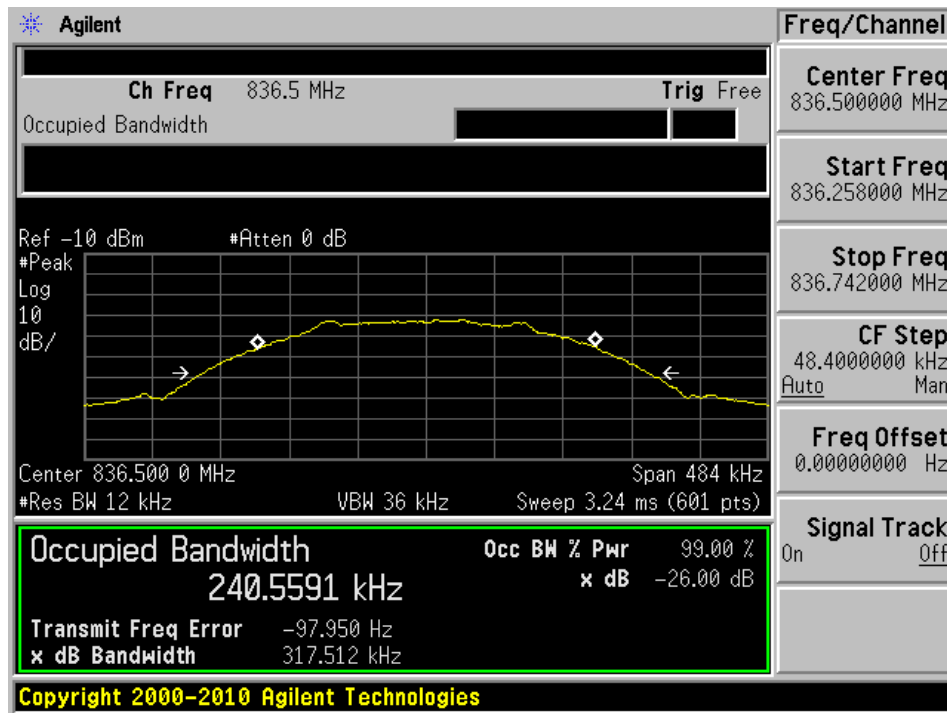 Agilent
Freq/Channel
Ch Freq 836.5 MHz Trig Free
Occupied Bandwidth
Center Freq
836.500000 MHz
Start Freq
836.258000 MHz
Stop Freq
836.742000 MHz
CF Step
48.4000000 kHz
Auto Man
Freq Offset
0.00000000 Hz
Signal Track
On Off
Ref -10 dBm #Atten 0 dB
#Peak
Log
10
dB/
Center 836.500 0 MHz Span 484 kHz
#Res BW 12 kHz VBW 36 kHz Sweep 3.24 ms (601 pts)
Occupied Bandwidth Occ BW % Pwr 99.00 %
240.5591 kHz x dB -26.00 dB
Transmit Freq Error -97.950 Hz
x dB Bandwidth 317.512 kHz
Copyright 2000-2010 Agilent Technologies